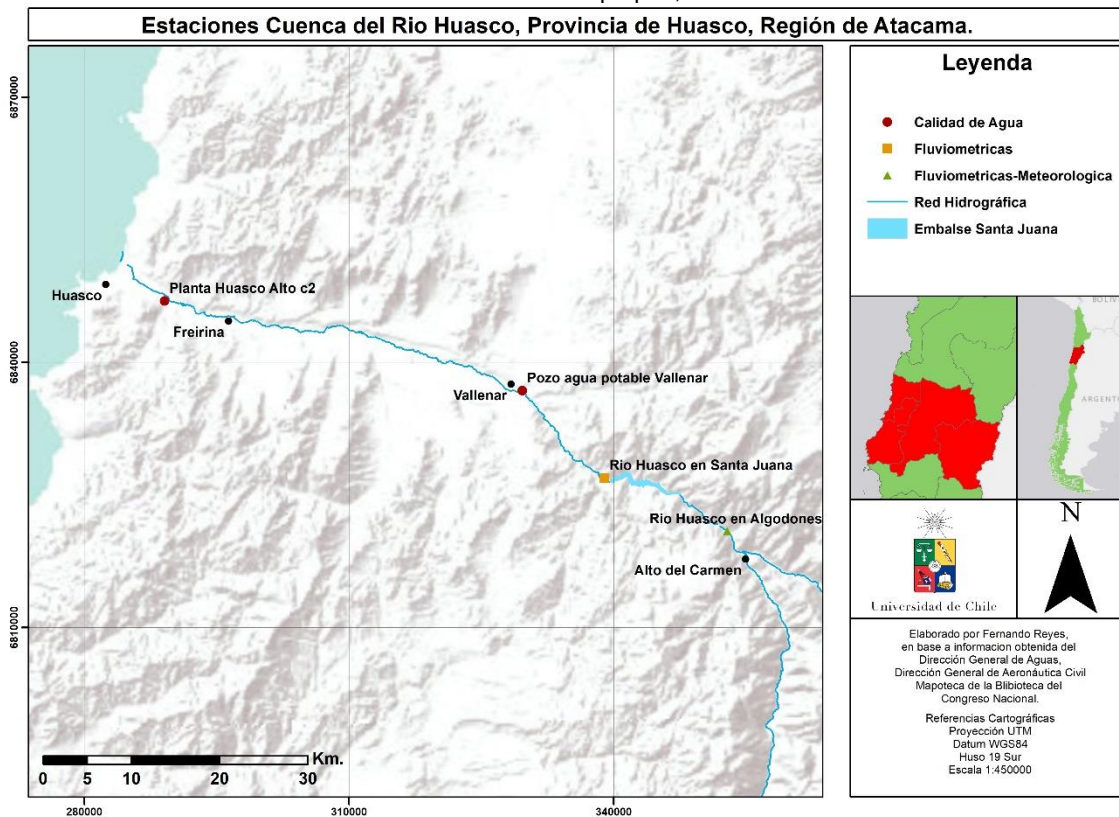 Estaciones Cuenca del Rio Huasco, Provincia de Huasco, Región de Atacama.
6870000
6840000
6810000
280000
310000
340000
Huasco
Planta Huasco Alto c2
Freirina
Vallenar
Pozo agua potable Vallenar
Rio Huasco en Santa Juana
Rio Huasco en Algodones
Alto del Carmen
Km.
0 5 10 20 30
Leyenda
Calidad de Agua
Fluviometricas
Fluviometricas-Meteorologica
Red Hidrográfica
Embalse Santa Juana
BOLIV
ARGENT
Universidad de Chile
N
Elaborado por Fernando Reyes,
en base a informacion obtenida del
Dirección General de Aguas,
Dirección General de Aeronáutica Civil
Mapoteca de la Blibioteca del
Congreso Nacional.
Referencias Cartográficas
Proyección UTM
Datum WGS84
Huso 19 Sur
Escala 1:450000